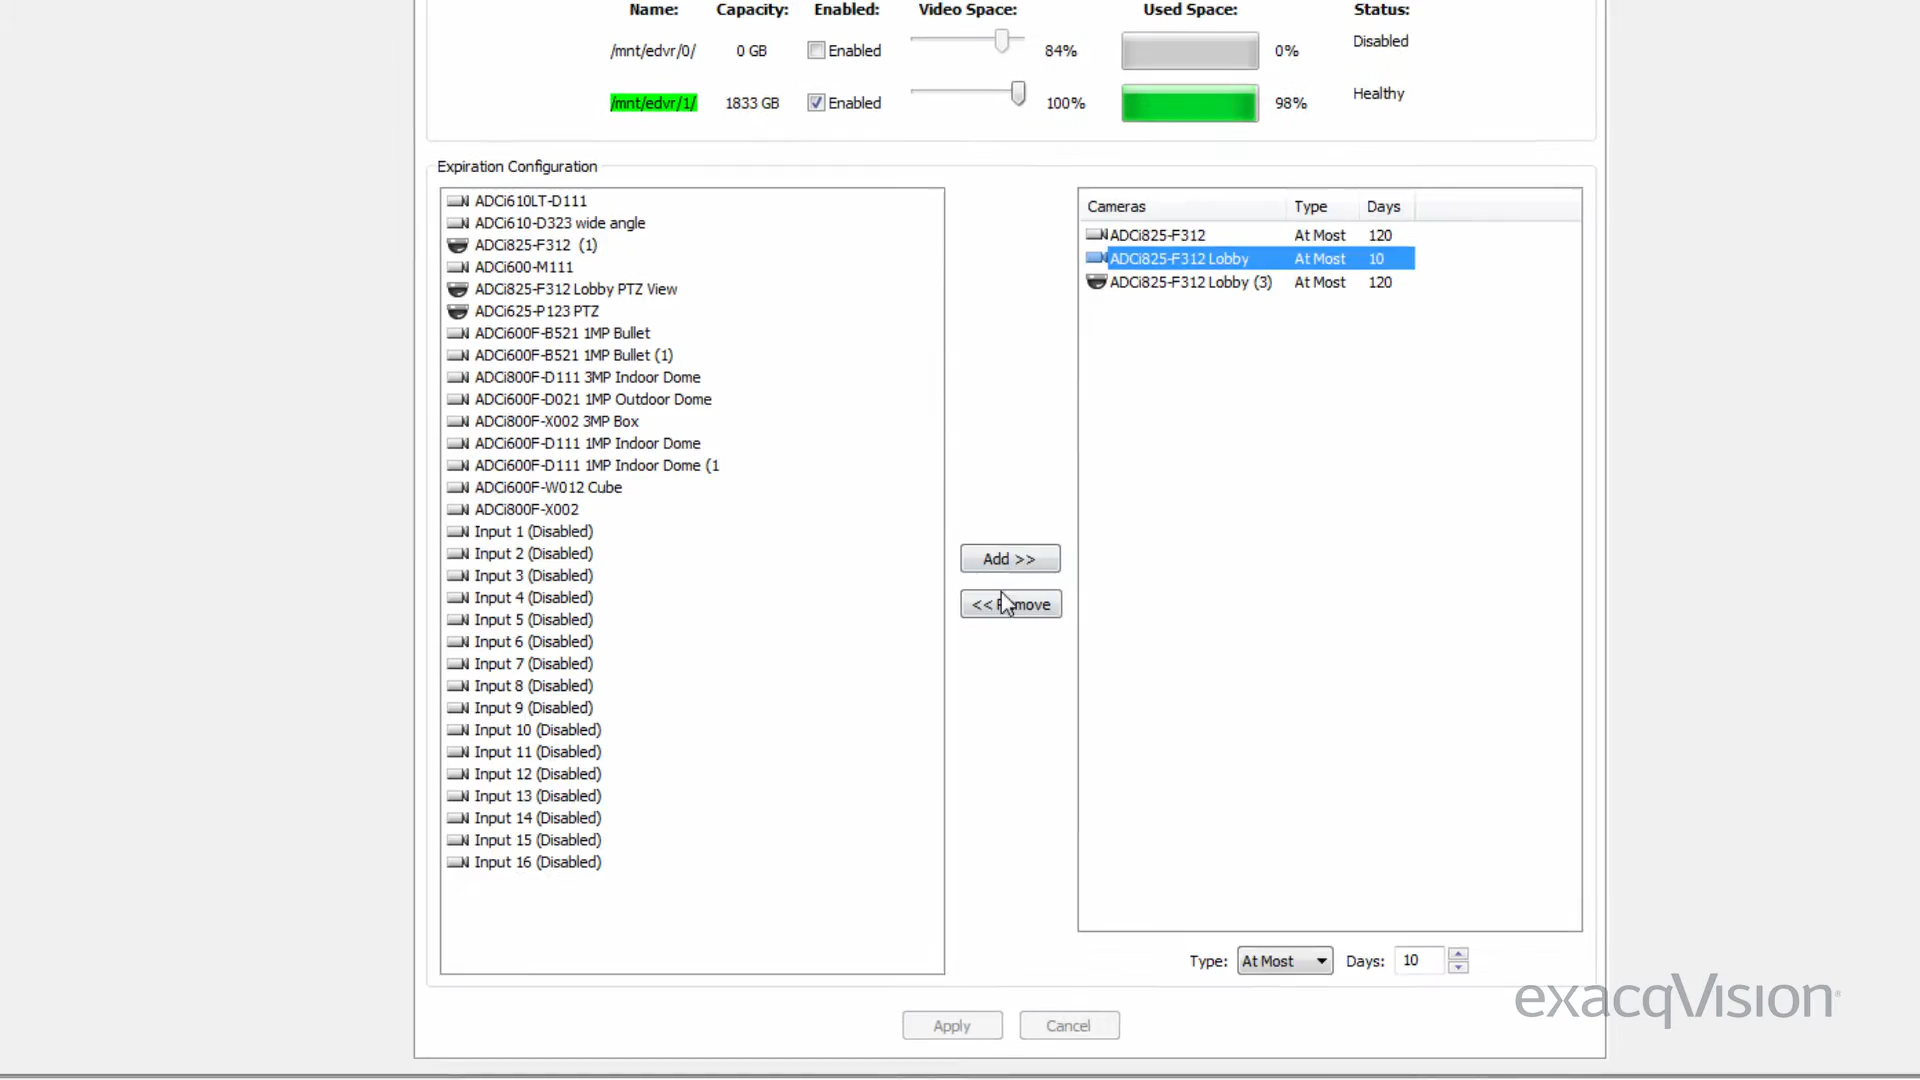 Name: Capacity: Enabled: Video Space: Used Space: Status:
/mnt/edvr/0/ 0 GB Enabled 84% 0% Disabled
/mnt/edvr/1/ 1833 GB Enabled 100% 98% Healthy
Expiration Configuration
ADCi610LT-D111
ADCi610-D323 wide angle
ADCi825-F312 (1)
ADCi600-M111
ADCi825-F312 Lobby PTZ View
ADCi625-P123 PTZ
ADCi600F-B521 1MP Bullet
ADCi600F-B521 1MP Bullet (1)
ADCi800F-D111 3MP Indoor Dome
ADCi600F-D021 1MP Outdoor Dome
ADCi800F-X002 3MP Box
ADCi600F-D111 1MP Indoor Dome
ADCi600F-D111 1MP Indoor Dome (1
ADCi600F-W012 Cube
ADCi800F-X002
Input 1 (Disabled)
Input 2 (Disabled)
Input 3 (Disabled)
Input 4 (Disabled)
Input 5 (Disabled)
Input 6 (Disabled)
Input 7 (Disabled)
Input 8 (Disabled)
Input 9 (Disabled)
Input 10 (Disabled)
Input 11 (Disabled)
Input 12 (Disabled)
Input 13 (Disabled)
Input 14 (Disabled)
Input 15 (Disabled)
Input 16 (Disabled)
Add >>
<< Remove
Cameras Type Days
ADCi825-F312 At Most 120
ADCi825-F312 Lobby At Most 10
ADCi825-F312 Lobby (3) At Most 120
Type: At Most Days: 10
Apply Cancel
exacqVision